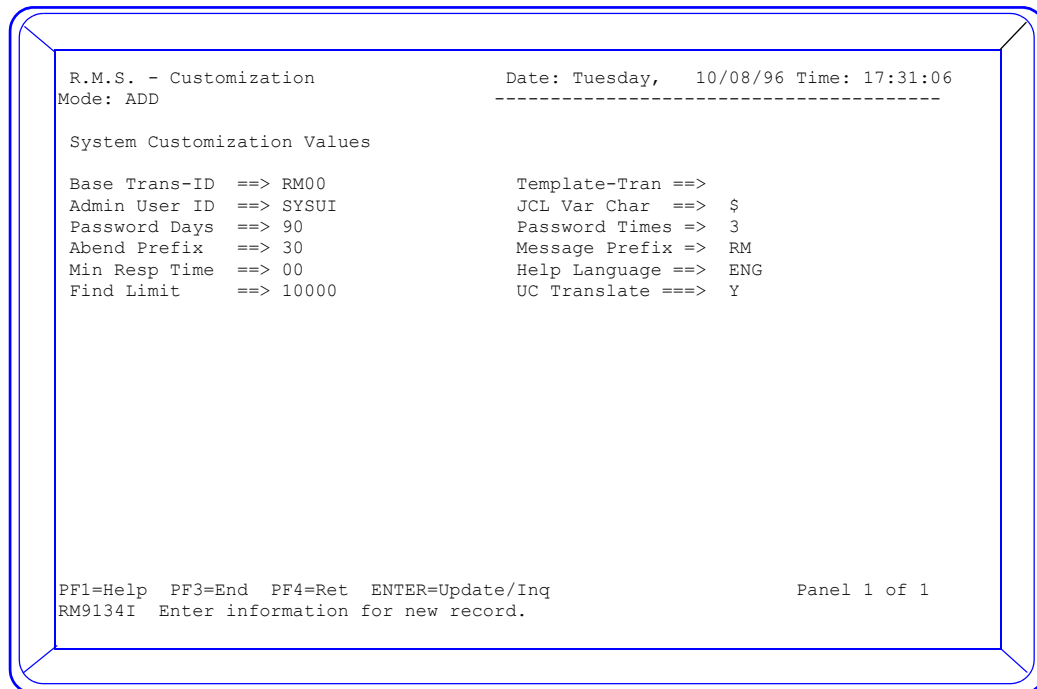 R.M.S. - Customization                 Date: Tuesday,   10/08/96 Time: 17:31:06
Mode: ADD                              ----------------------------------------
System Customization Values
Base Trans-ID  ==> RM00                 Template-Tran ==>
Admin User ID  ==> SYSUI                JCL Var Char  ==>  $
Password Days  ==> 90                   Password Times =>  3
Abend Prefix   ==> 30                   Message Prefix =>  RM
Min Resp Time  ==> 00                   Help Language ==>  ENG
Find Limit     ==> 10000                UC Translate ===>  Y
PF1=Help  PF3=End  PF4=Ret  ENTER=Update/Inq                      Panel 1 of 1
RM9134I  Enter information for new record.